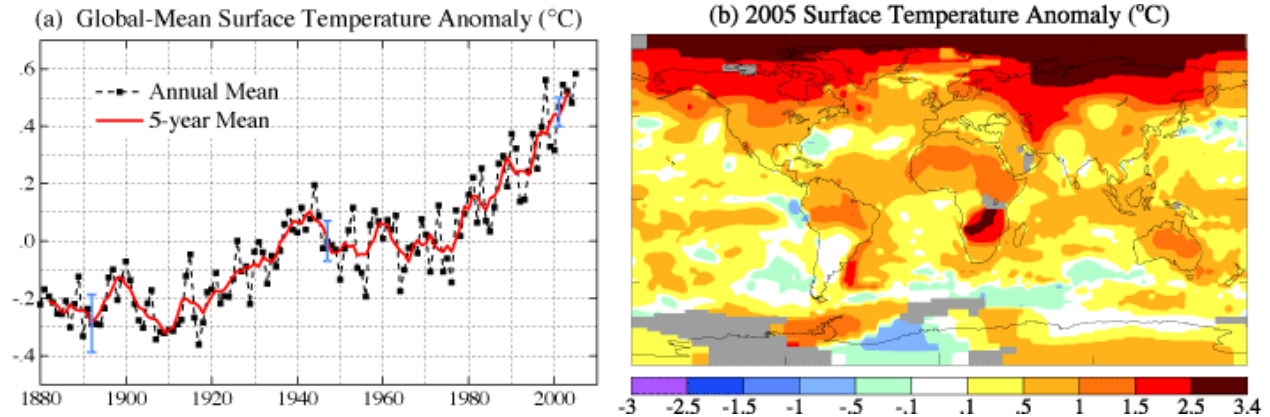 (a) Global-Mean Surface Temperature Anomaly (°C)
.6
.4
.2
.0
-.2
-.4
Annual Mean
5-year Mean
1880 1900 1920 1940 1960 1980 2000
(b) 2005 Surface Temperature Anomaly (°C)
-3 -2.5 -1.5 -1 -.5 -.1 .1 .5 1 1.5 2.5 3.4